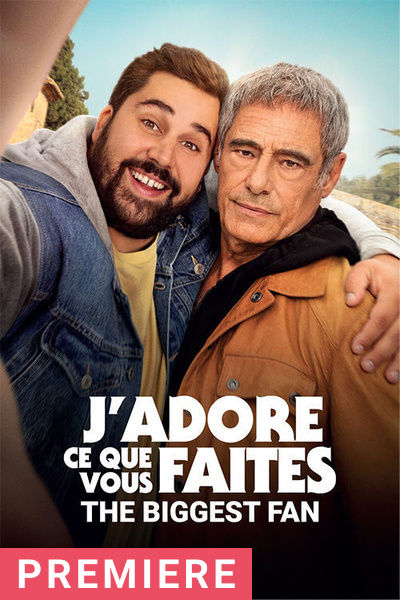 J'ADORE
CE QUE
VOUS
FAITES
THE BIGGEST FAN
PREMIERE